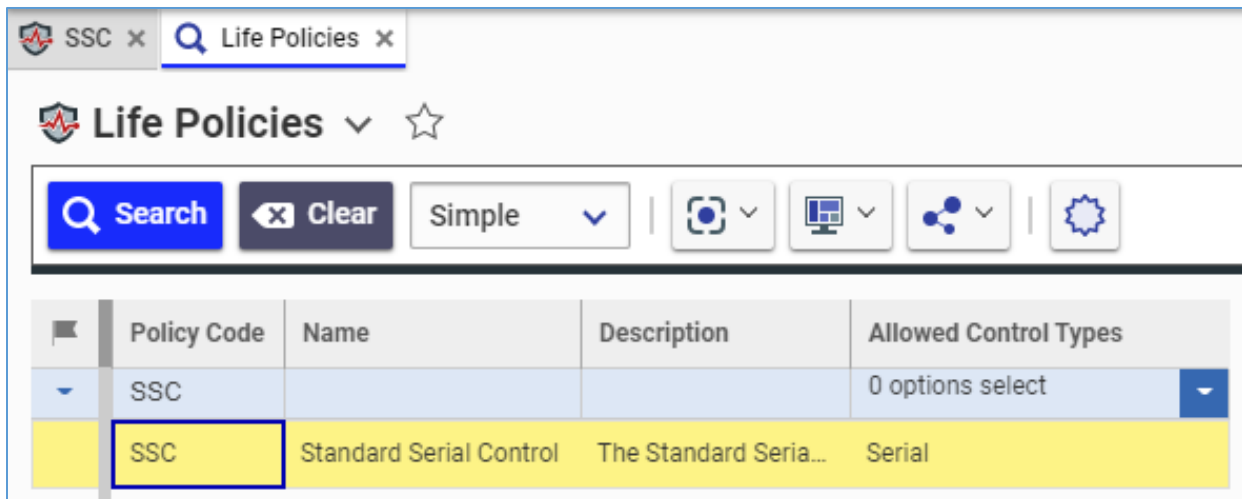 SSC Life Policies
Life Policies
Search Clear Simple
Policy Code Name Description Allowed Control Types
SSC 0 options select
SSC Standard Serial Control The Standard Seria... Serial